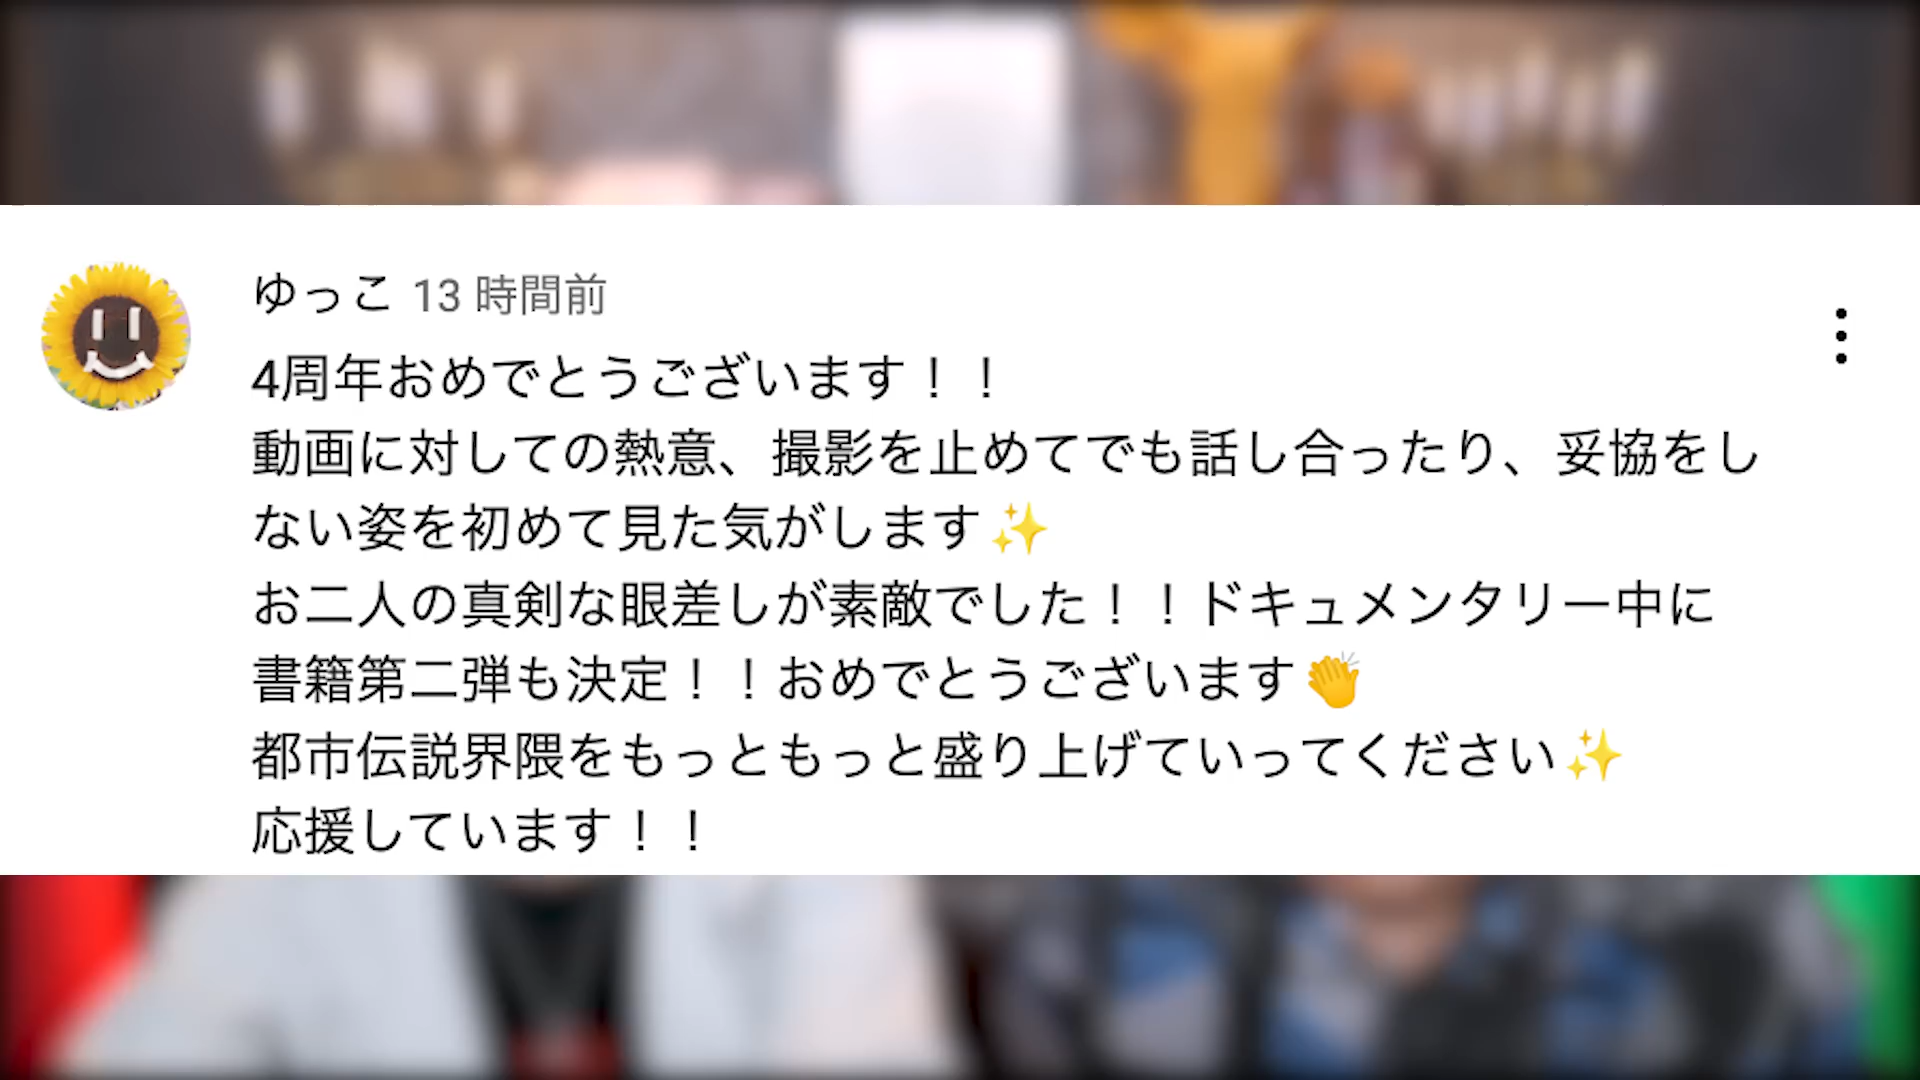 ゆっこ 13 時間前
4周年おめでとうございます！！
動画に対しての熱意、撮影を止めてでも話し合ったり、妥協をし
ない姿を初めて見た気がします✨
お二人の真剣な眼差しが素敵でした！！ドキュメンタリー中に
書籍第二弾も決定！！おめでとうございます👏
都市伝説界隈をもっともっと盛り上げていってください✨
応援しています！！